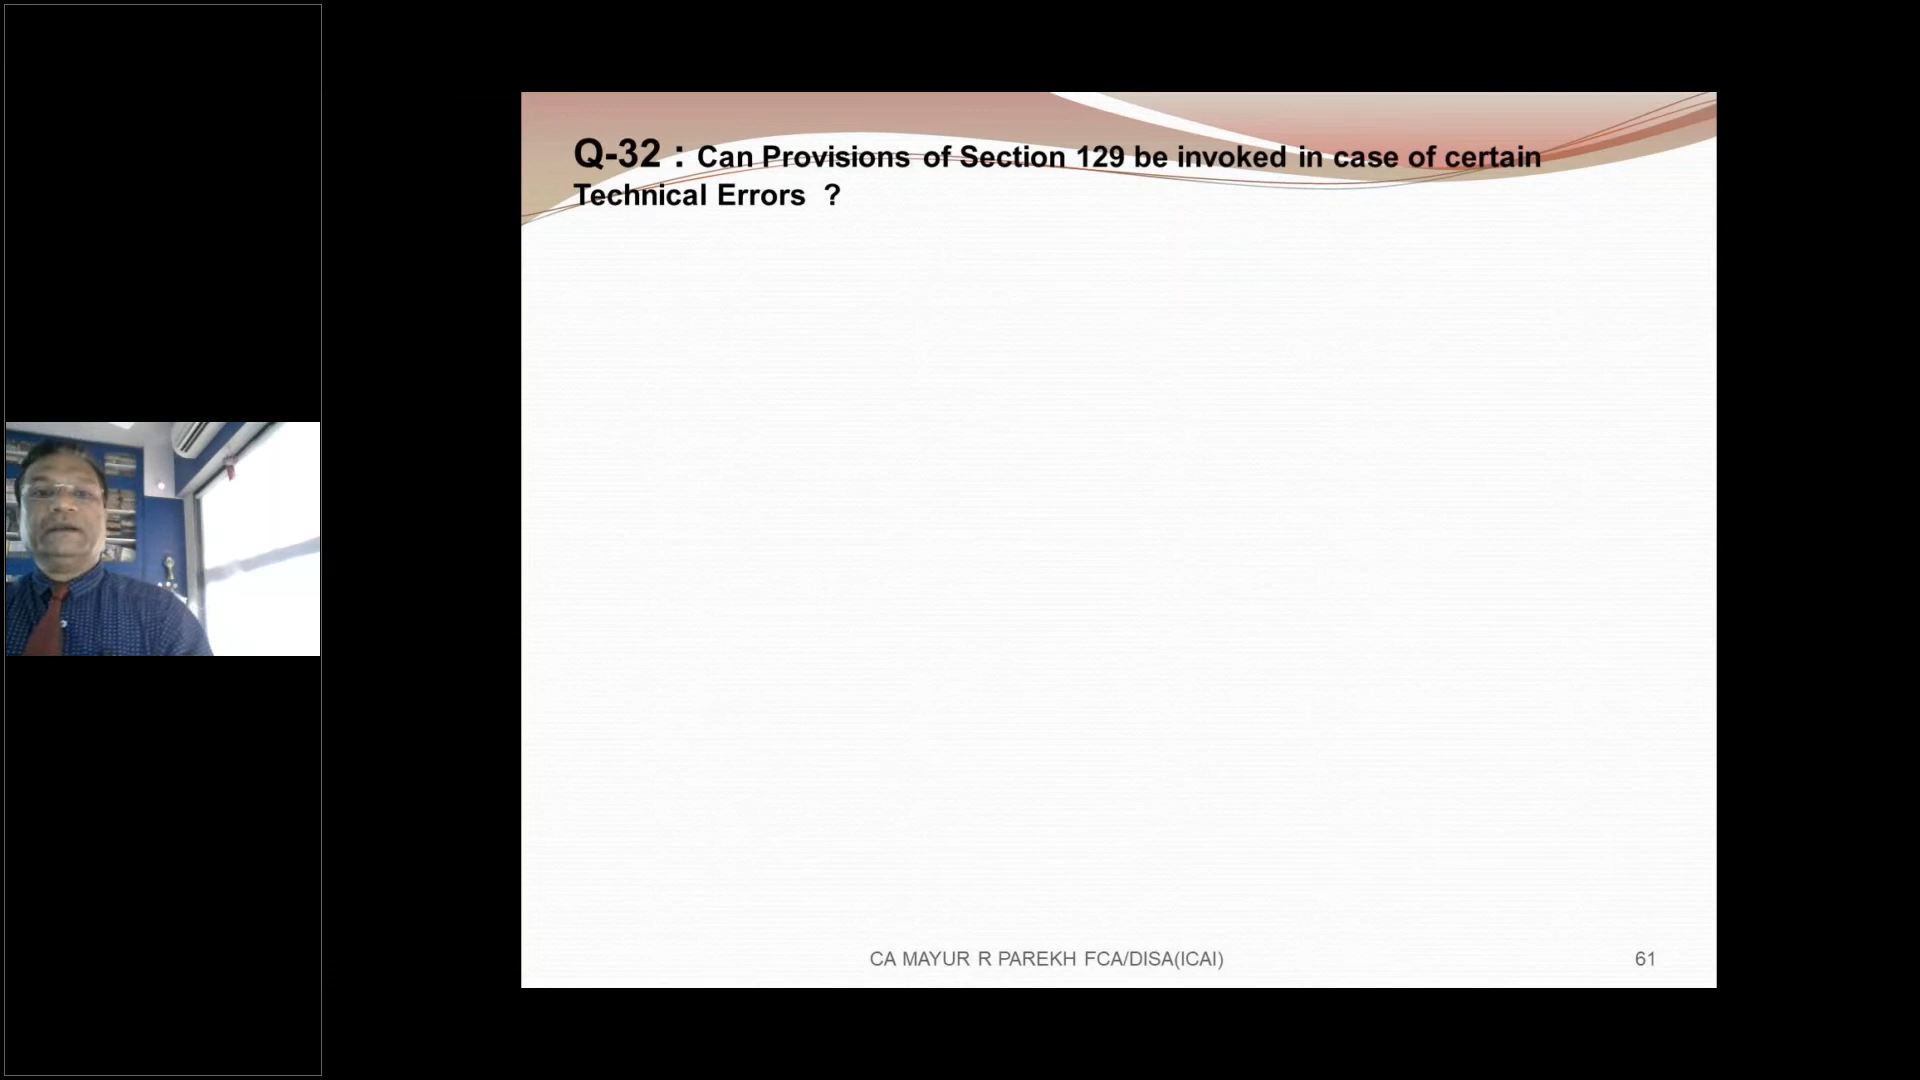 Q-32 : Can Provisions of Section 129 be invoked in case of certain
Technical Errors ?
CA MAYUR R PAREKH FCA/DISA(ICAI)
61